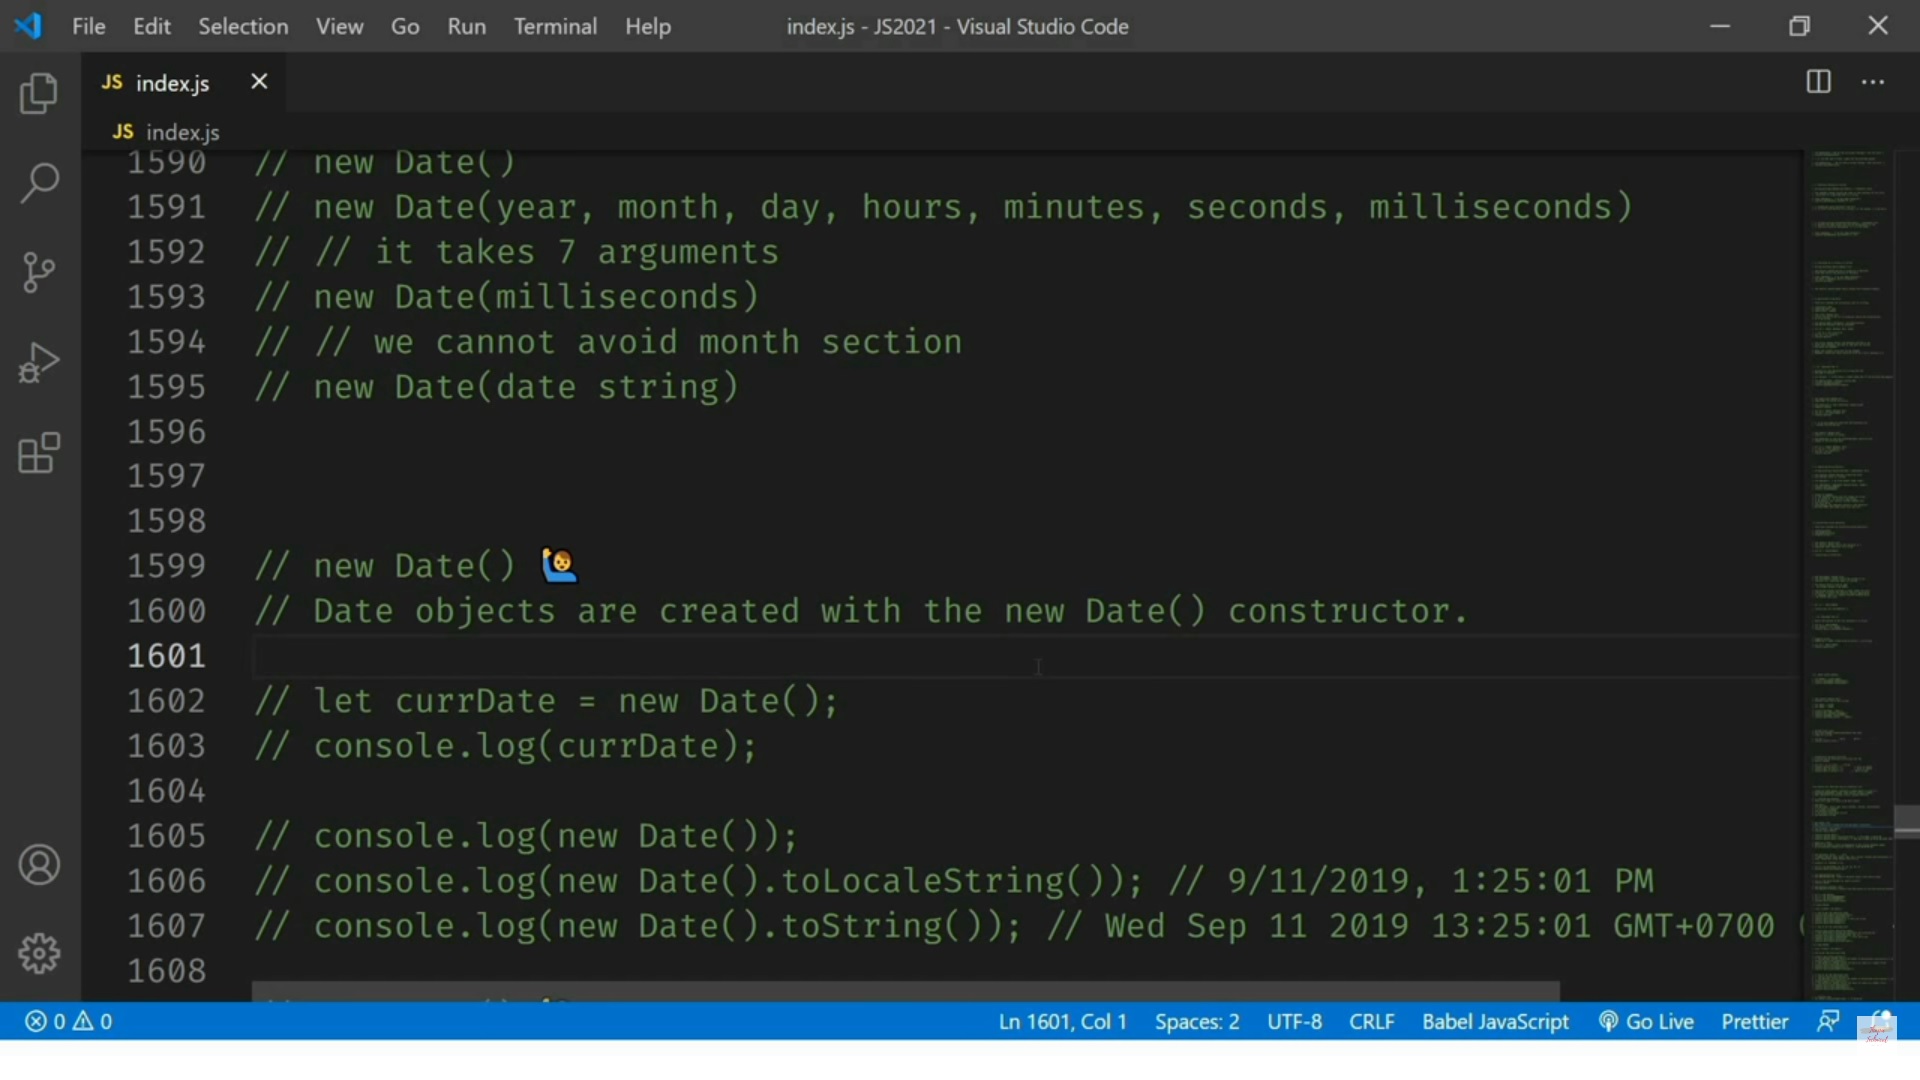 File Edit Selection View Go Run Terminal Help index.js - JS2021 - Visual Studio Code
JS index.js
JS index.js
1590 // new Date()
1591 // new Date(year, month, day, hours, minutes, seconds, milliseconds)
1592 // // it takes 7 arguments
1593 // new Date(milliseconds)
1594 // // we cannot avoid month section
1595 // new Date(date string)
1596
1597
1598
1599 // new Date() 🙋‍♂️
1600 // Date objects are created with the new Date() constructor.
1601
1602 // let currDate = new Date();
1603 // console.log(currDate);
1604
1605 // console.log(new Date());
1606 // console.log(new Date().toLocaleString()); // 9/11/2019, 1:25:01 PM
1607 // console.log(new Date().toString()); // Wed Sep 11 2019 13:25:01 GMT+0700 (
1608
0 0 Ln 1601, Col 1 Spaces: 2 UTF-8 CRLF Babel JavaScript Go Live Prettier